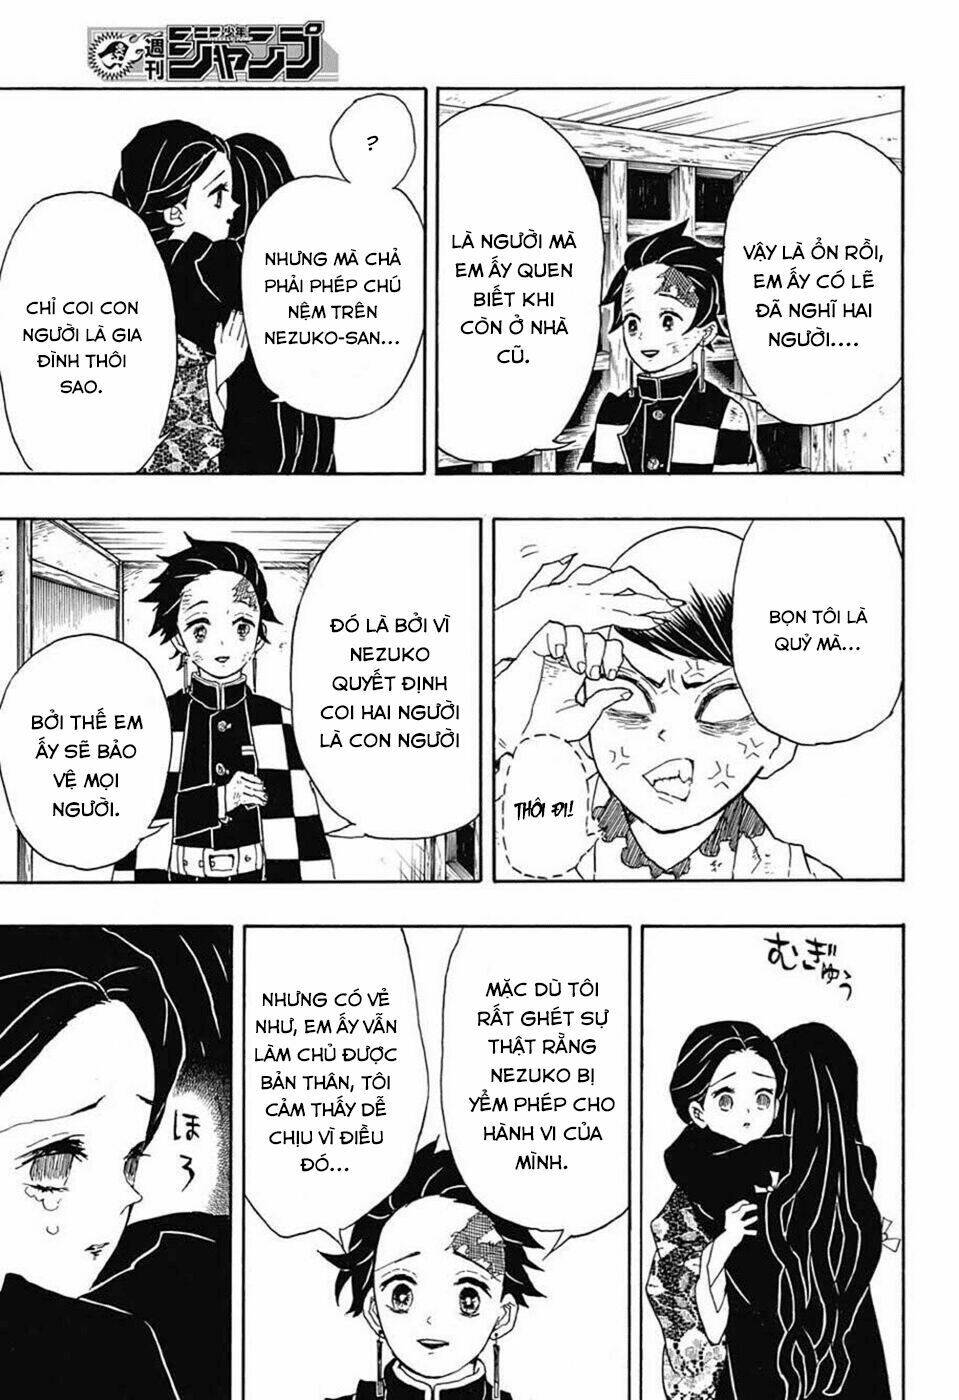 週刊
少年
ジャンプ
VẬY LÀ ỔN RỒI,
EM ẤY CÓ LẼ
ĐÃ NGHĨ HAI
NGƯỜI....
LÀ NGƯỜI MÀ
EM ẤY QUEN
BIẾT KHI
CÒN Ở NHÀ
CŨ.
?
NHƯNG MÀ CHẢ
PHẢI PHÉP CHÚ
NỆM TRÊN
NEZUKO-SAN...
CHỈ COI CON
NGƯỜI LÀ GIA
ĐÌNH THÔI
SAO.
BỌN TÔI LÀ
QUỶ MÀ...
THÔI ĐI!
ĐÓ LÀ BỞI VÌ
NEZUKO
QUYẾT ĐỊNH
COI HAI NGƯỜI
LÀ CON NGƯỜI
BỞI THẾ EM
ẤY SẼ BẢO
VỆ MỌI
NGƯỜI.
むぎゅう
MẶC DÙ TÔI
RẤT GHÉT SỰ
THẬT RẰNG
NEZUKO BỊ
YỂM PHÉP CHO
HÀNH VI CỦA
MÌNH.
NHƯNG CÓ VẺ
NHƯ, EM ẤY VẪN
LÀM CHỦ ĐƯỢC
BẢN THÂN, TÔI
CẢM THẤY DỄ
CHỊU VÌ ĐIỀU
ĐÓ...
ほろ